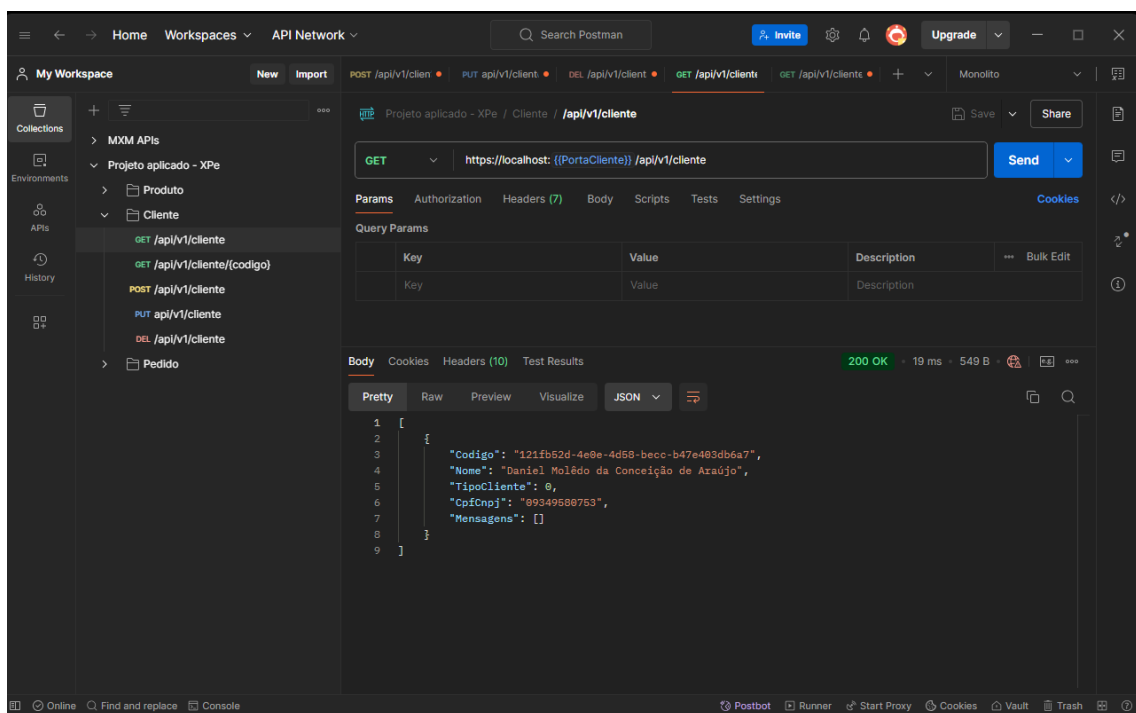 Home Workspaces API Network Search Postman Invite Upgrade
My Workspace New Import POST /api/v1/clien PUT api/v1/client DEL /api/v1/client GET /api/v1/cliente GET /api/v1/cliente Monolito
Collections
Environments
APIs
History
MXM APIs
Projeto aplicado - XPe
Produto
Cliente
GET /api/v1/cliente
GET /api/v1/cliente/{codigo}
POST /api/v1/cliente
PUT api/v1/cliente
DEL /api/v1/cliente
Pedido
HTTP Projeto aplicado - XPe / Cliente / /api/v1/cliente Save Share
GET https://localhost: {{PortaCliente}} /api/v1/cliente Send
Params Authorization Headers (7) Body Scripts Tests Settings Cookies
Query Params
Key Value Description Bulk Edit
Key Value Description
Body Cookies Headers (10) Test Results 200 OK 19 ms 549 B e.g.
Pretty Raw Preview Visualize JSON
1 [
2 {
3 "Codigo": "121fb52d-4e0e-4d58-becc-b47e403db6a7",
4 "Nome": "Daniel Molêdo da Conceição de Araújo",
5 "TipoCliente": 0,
6 "CpfCnpj": "09349580753",
7 "Mensagens": []
8 }
9 ]
Online Find and replace Console Postbot Runner Start Proxy Cookies Vault Trash